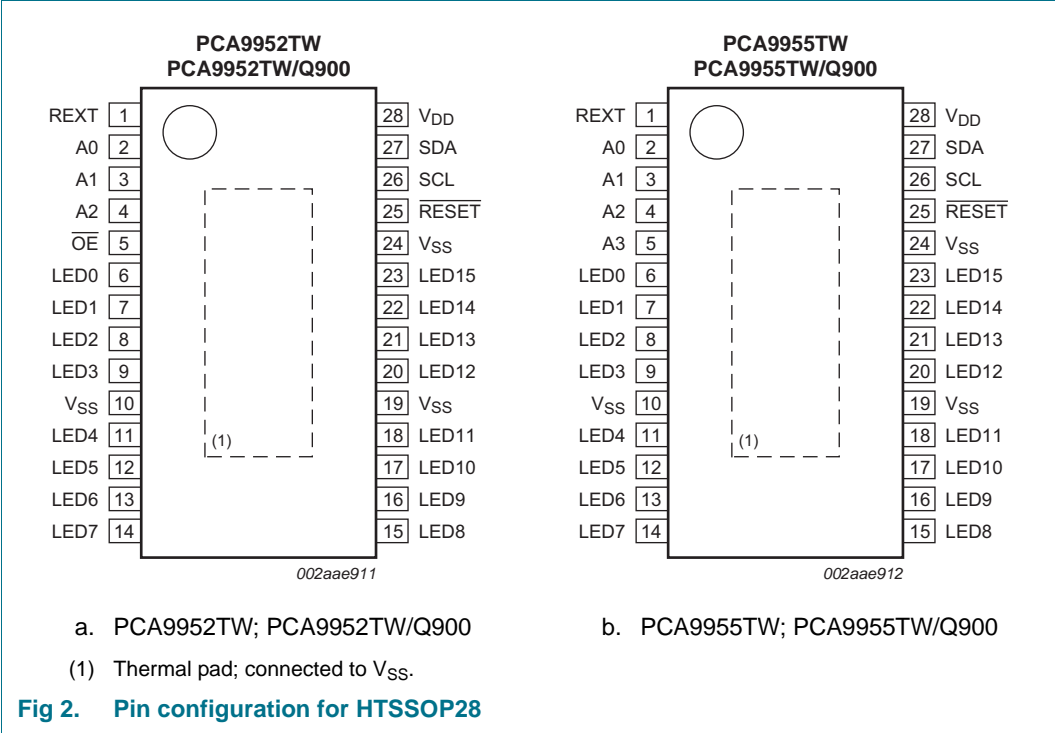 PCA9952TW
PCA9952TW/Q900
REXT 1 28 VDD
A0 2 27 SDA
A1 3 26 SCL
A2 4 25 RESET
OE 5 24 VSS
LED0 6 23 LED15
LED1 7 22 LED14
LED2 8 21 LED13
LED3 9 20 LED12
VSS 10 19 VSS
LED4 11 (1) 18 LED11
LED5 12 17 LED10
LED6 13 16 LED9
LED7 14 15 LED8
002aae911
a. PCA9952TW; PCA9952TW/Q900
PCA9955TW
PCA9955TW/Q900
REXT 1 28 VDD
A0 2 27 SDA
A1 3 26 SCL
A2 4 25 RESET
A3 5 24 VSS
LED0 6 23 LED15
LED1 7 22 LED14
LED2 8 21 LED13
LED3 9 20 LED12
VSS 10 19 VSS
LED4 11 (1) 18 LED11
LED5 12 17 LED10
LED6 13 16 LED9
LED7 14 15 LED8
002aae912
b. PCA9955TW; PCA9955TW/Q900
(1) Thermal pad; connected to VSS.
Fig 2. Pin configuration for HTSSOP28